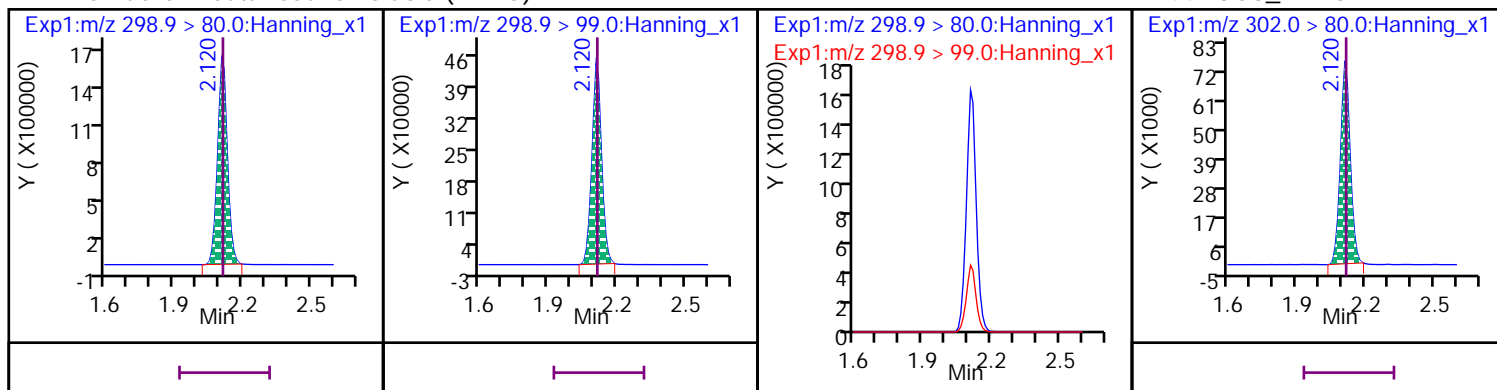 Exp1:m/z 298.9 > 80.0:Hanning_x1
Y ( X100000)
17
14
11
8
5
2
-1
2.120
1.6 1.9 2.2 2.5
Min
Exp1:m/z 298.9 > 99.0:Hanning_x1
Y ( X10000)
46
39
32
25
18
11
4
-3
2.120
1.6 1.9 2.2 2.5
Min
Exp1:m/z 298.9 > 80.0:Hanning_x1
Exp1:m/z 298.9 > 99.0:Hanning_x1
Y ( X100000)
18
16
14
12
10
8
6
4
2
0
1.6 1.9 2.2 2.5
Min
Exp1:m/z 302.0 > 80.0:Hanning_x1
Y ( X1000)
83
72
61
50
39
28
17
6
-5
2.120
1.6 1.9 2.2 2.5
Min